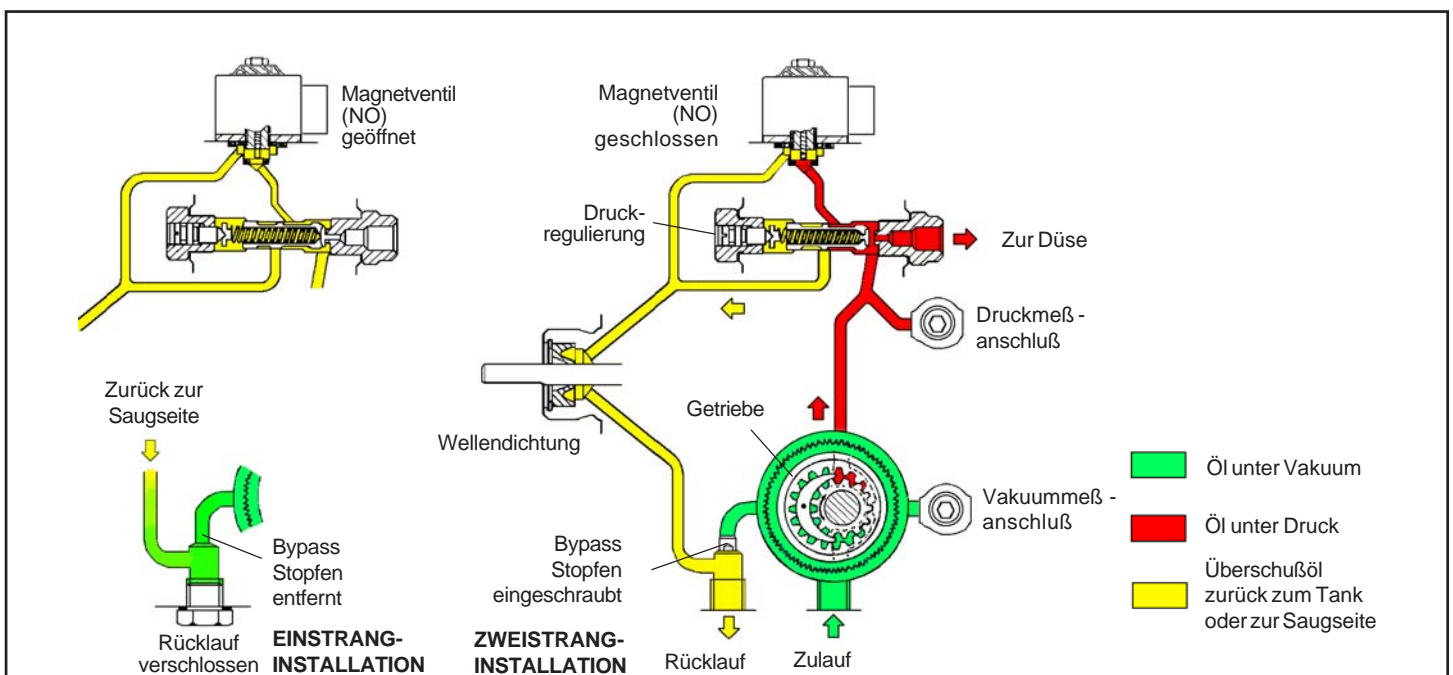 Magnetventil
(NO)
geöffnet
Magnetventil
(NO)
geschlossen
Druck-
regulierung
Zur Düse
Druckmeß -
anschluß
Zurück zur
Saugseite
Wellendichtung
Getriebe
Vakuummeß -
anschluß
Bypass
Stopfen
entfernt
Bypass
Stopfen
eingeschraubt
Rücklauf
verschlossen
EINSTRANG-
INSTALLATION
ZWEISTRANG-
INSTALLATION
Rücklauf
Zulauf
Öl unter Vakuum
Öl unter Druck
Überschußöl
zurück zum Tank
oder zur Saugseite